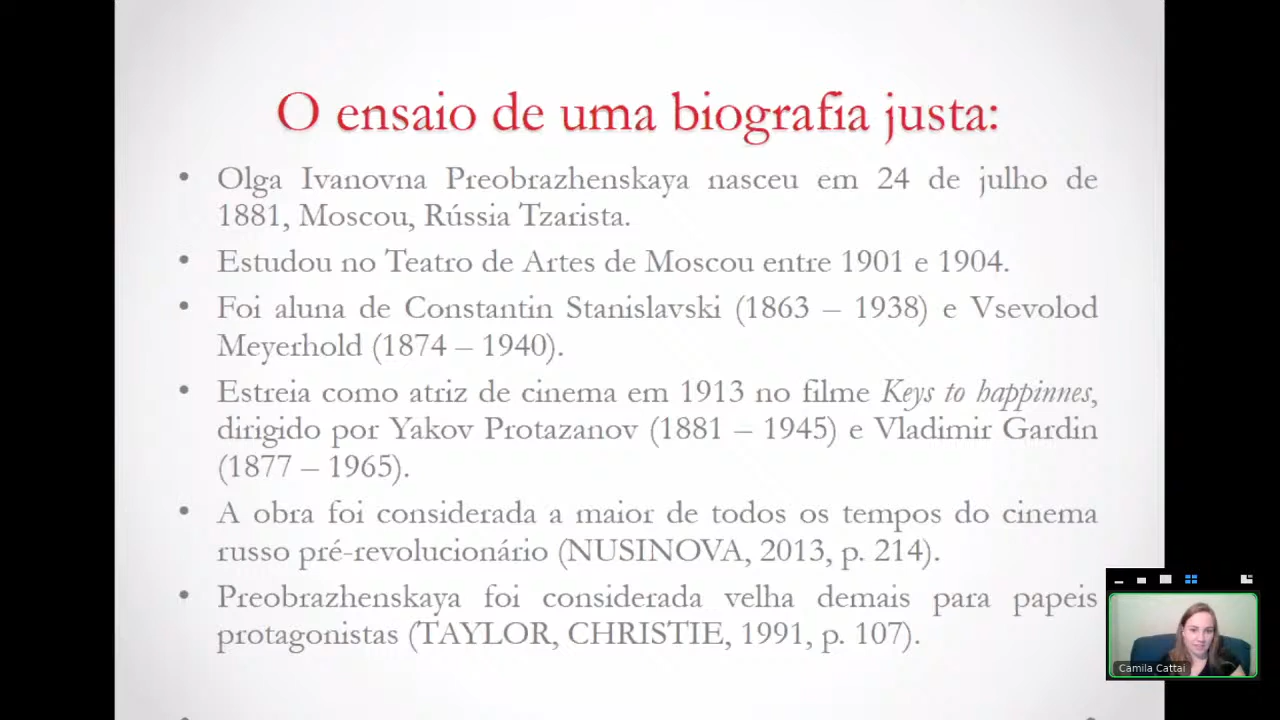 O ensaio de uma biografia justa:
• Olga Ivanovna Preobrazhenskaya nasceu em 24 de julho de
1881, Moscou, Rússia Tzarista.
• Estudou no Teatro de Artes de Moscou entre 1901 e 1904.
• Foi aluna de Constantin Stanislavski (1863 – 1938) e Vsevolod
Meyerhold (1874 – 1940).
• Estreia como atriz de cinema em 1913 no filme Keys to happinnes,
dirigido por Yakov Protazanov (1881 – 1945) e Vladimir Gardin
(1877 – 1965).
• A obra foi considerada a maior de todos os tempos do cinema
russo pré-revolucionário (NUSINOVA, 2013, p. 214).
• Preobrazhenskaya foi considerada velha demais para papeis
protagonistas (TAYLOR, CHRISTIE, 1991, p. 107).
Camila Cattai